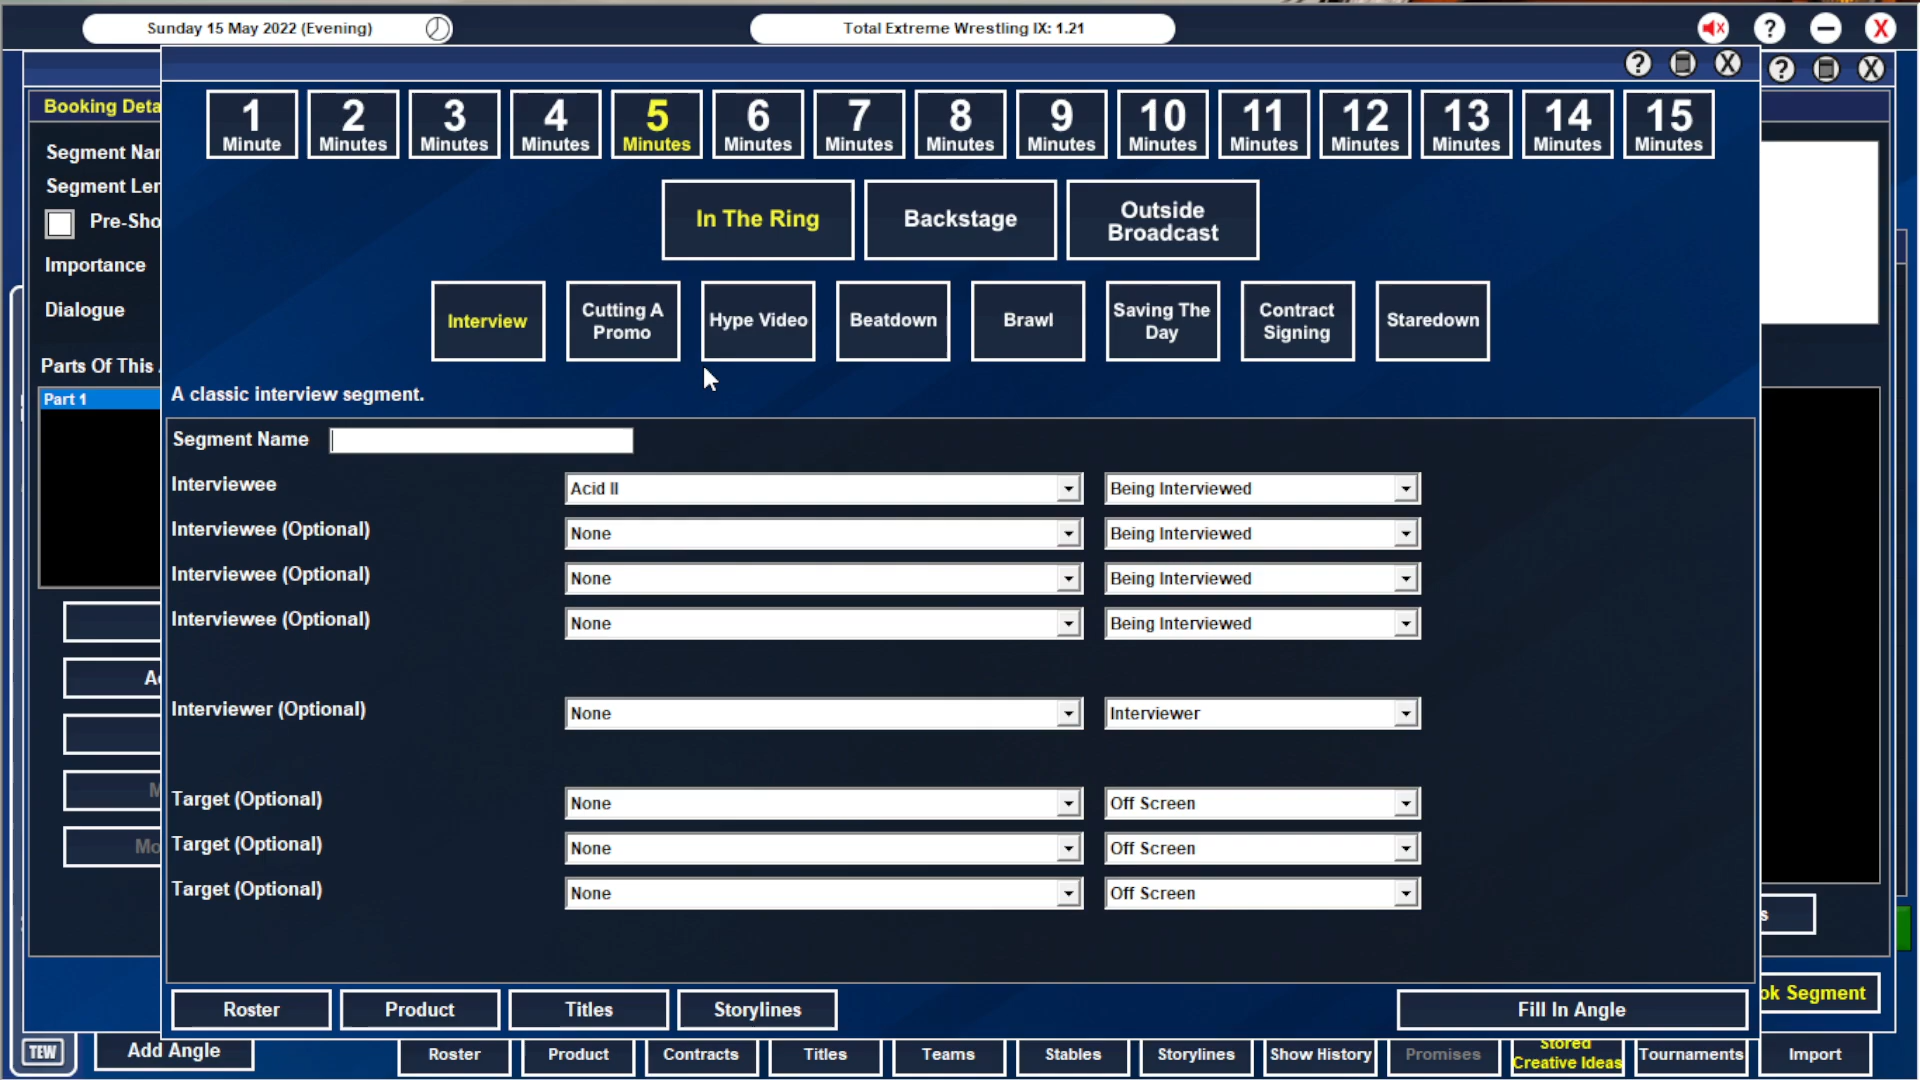 Sunday 15 May 2022 (Evening)
Total Extreme Wrestling IX: 1.21
Booking Deta
1 Minute
2 Minutes
3 Minutes
4 Minutes
5 Minutes
6 Minutes
7 Minutes
8 Minutes
9 Minutes
10 Minutes
11 Minutes
12 Minutes
13 Minutes
14 Minutes
15 Minutes
Segment Nar
Segment Ler
Pre-Sho
Importance
Dialogue
Parts Of This
Part 1
In The Ring
Backstage
Outside
Broadcast
Interview
Cutting A
Promo
Hype Video
Beatdown
Brawl
Saving The
Day
Contract
Signing
Staredown
A classic interview segment.
Segment Name
Interviewee
Acid II
Being Interviewed
Interviewee (Optional)
None
Being Interviewed
Interviewee (Optional)
None
Being Interviewed
Interviewee (Optional)
None
Being Interviewed
Interviewer (Optional)
None
Interviewer
Target (Optional)
None
Off Screen
Target (Optional)
None
Off Screen
Target (Optional)
None
Off Screen
Roster
Product
Titles
Storylines
Fill In Angle
ok Segment
TEW
Add Angle
Roster
Product
Contracts
Titles
Teams
Stables
Storylines
Show History
Promises
Stored
Creative Ideas
Tournaments
Import